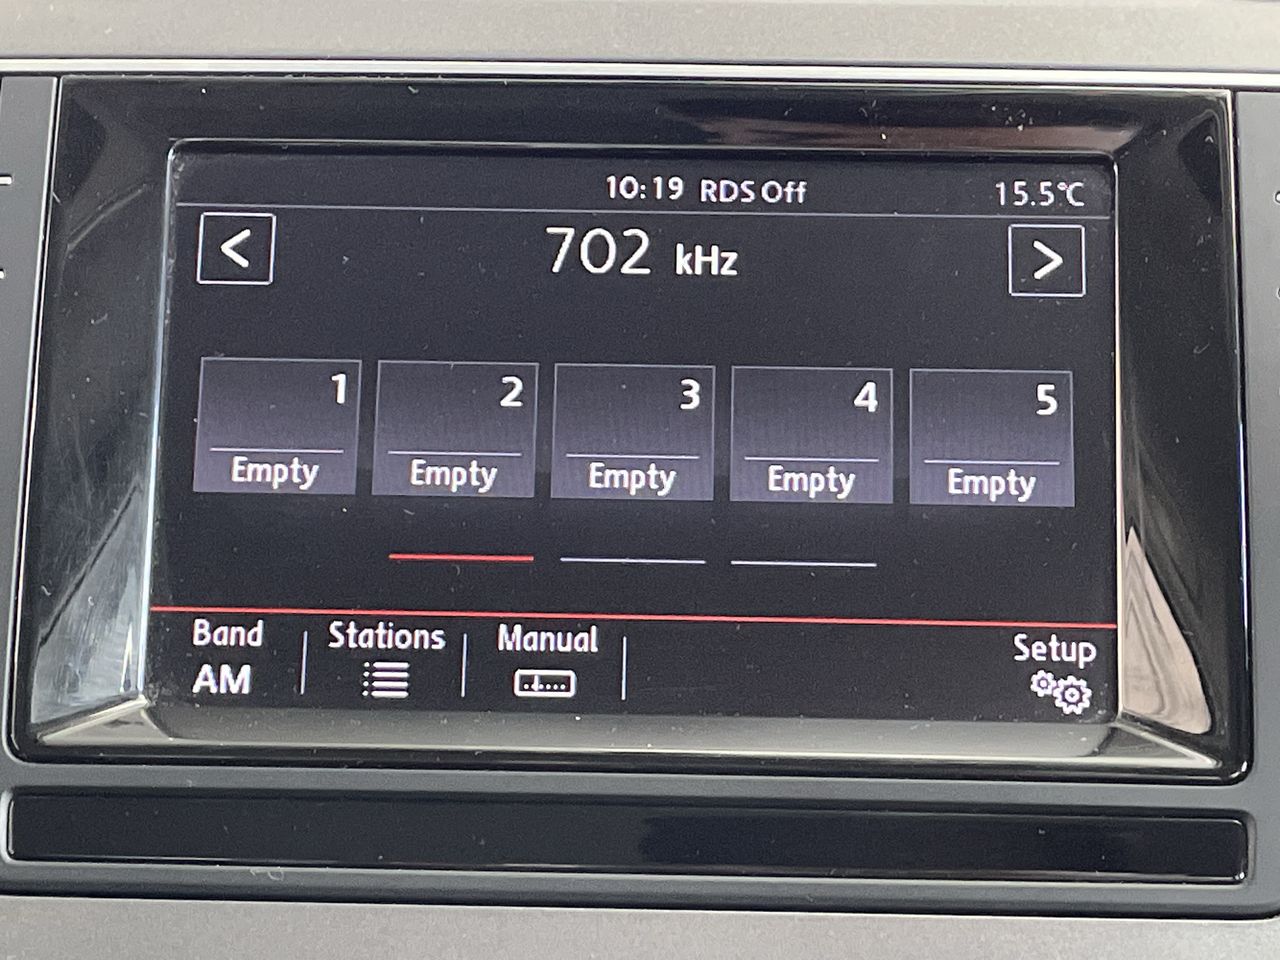 10:19 RDS Off 15.5°C
< 702 kHz >
1 2 3 4 5
Empty Empty Empty Empty Empty
Band Stations Manual Setup
AM